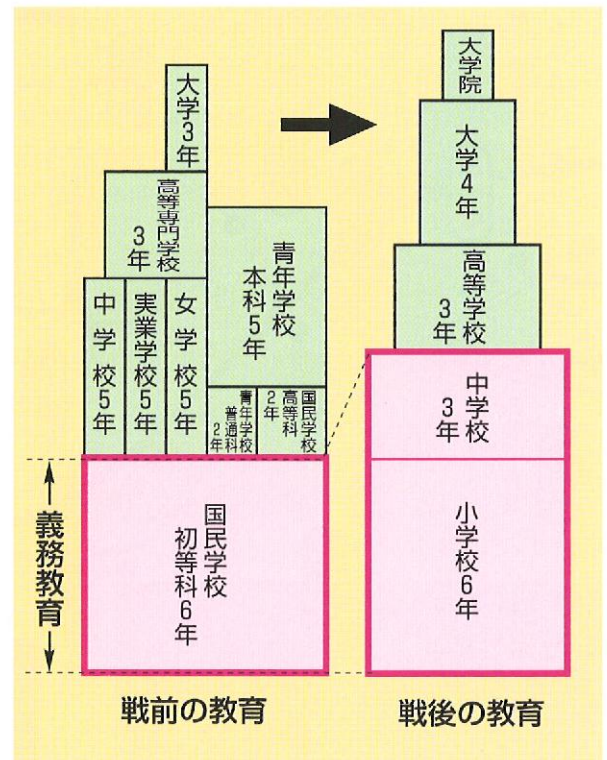 大学3年
高等専門学校
3年
中学校5年
実業学校5年
女学校5年
青年学校
本科5年
青年学校
普通科
2年
国民学校
高等科
2年
国民学校
初等科6年
義務教育
戦前の教育
大学院
大学4年
高等学校
3年
中学校
3年
小学校6年
戦後の教育